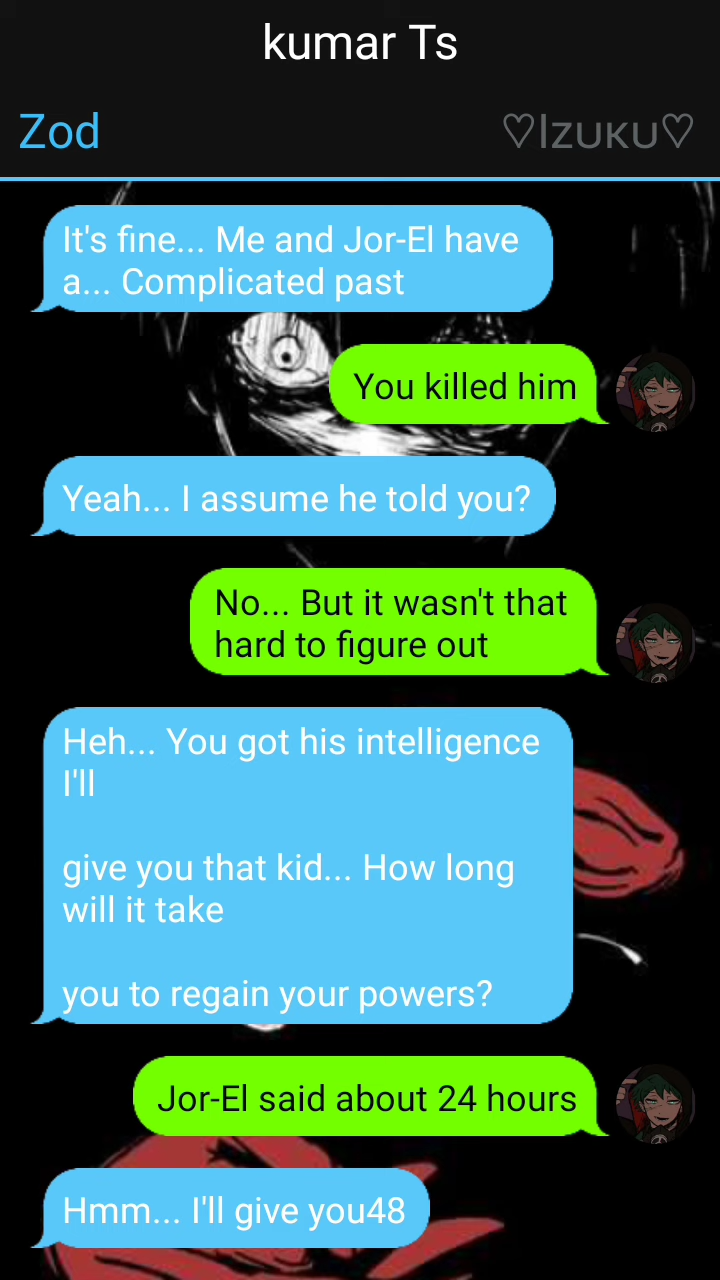 kumar Ts
Zod
♡Izuku♡
It's fine... Me and Jor-El have
a... Complicated past
You killed him
Yeah... I assume he told you?
No... But it wasn't that
hard to figure out
Heh... You got his intelligence
I'll
give you that kid... How long
will it take
you to regain your powers?
Jor-El said about 24 hours
Hmm... I'll give you48